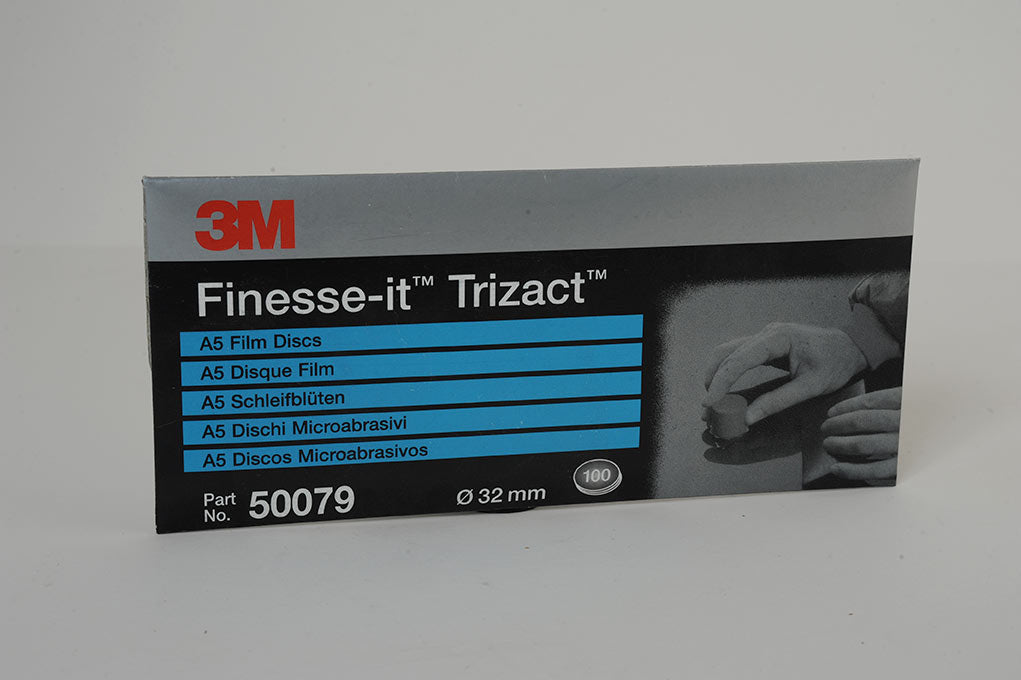 3M
Finesse-it™ Trizact™
A5 Film Discs
A5 Disque Film
A5 Schleifblüten
A5 Dischi Microabrasivi
A5 Discos Microabrasivos
Part No. 50079
Ø 32 mm
100